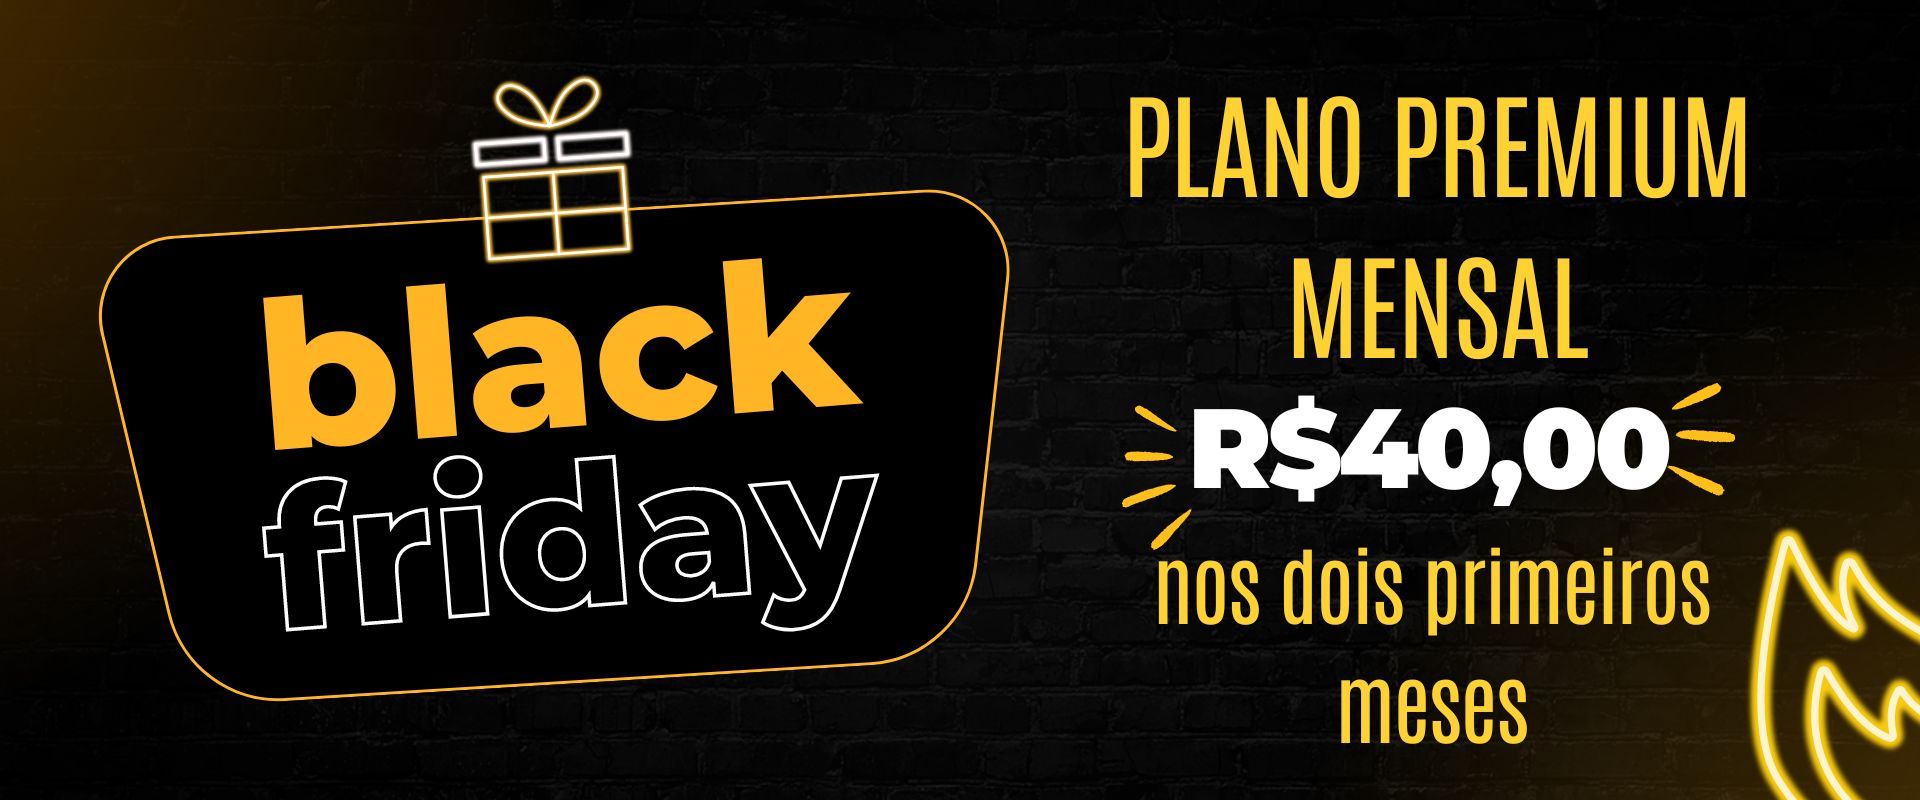 black
friday
PLANO PREMIUM
MENSAL
R$40,00
nos dois primeiros
meses